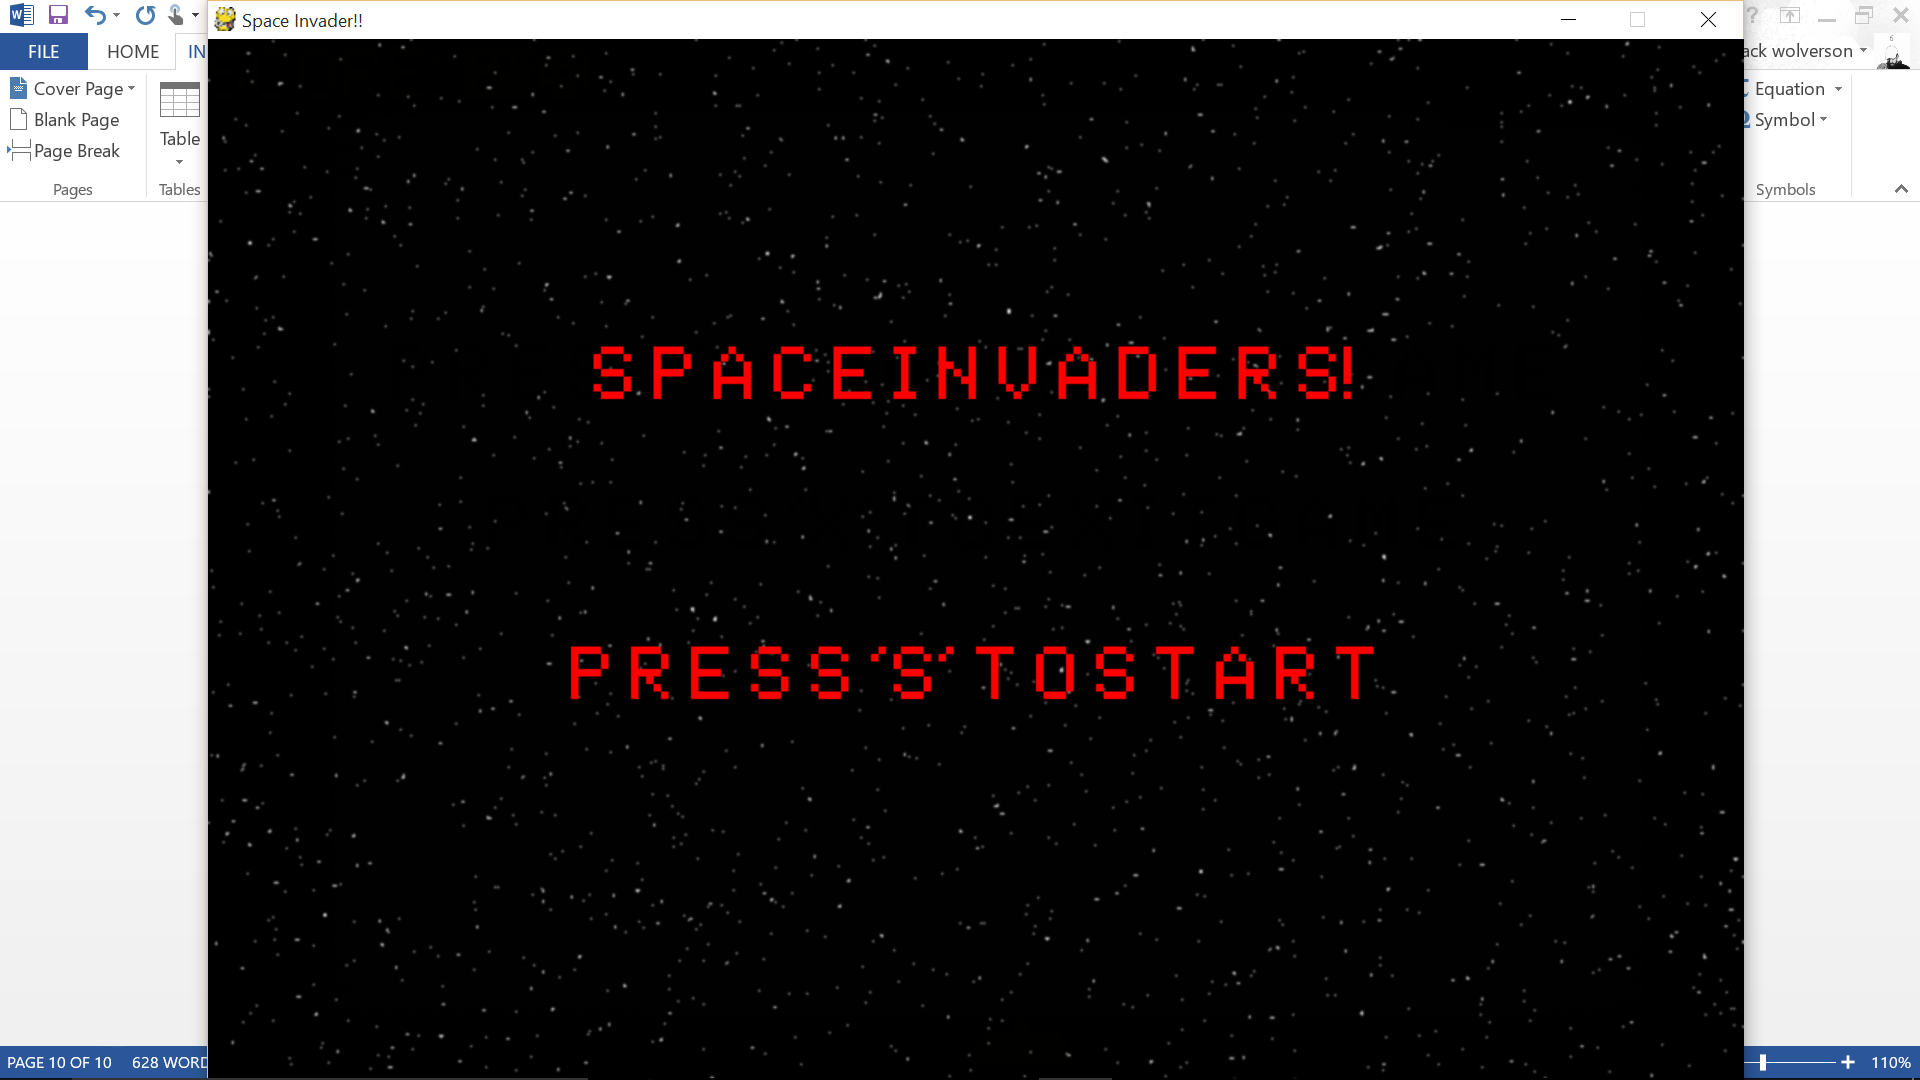 Space Invader!!
FILE HOME IN
ack wolverson
Cover Page
Blank Page
Page Break
Table
Equation
Symbol
Pages
Tables
Symbols
SPACEINVADERS!
PRESS'S'TOSTART
PAGE 10 OF 10 628 WORD
110%